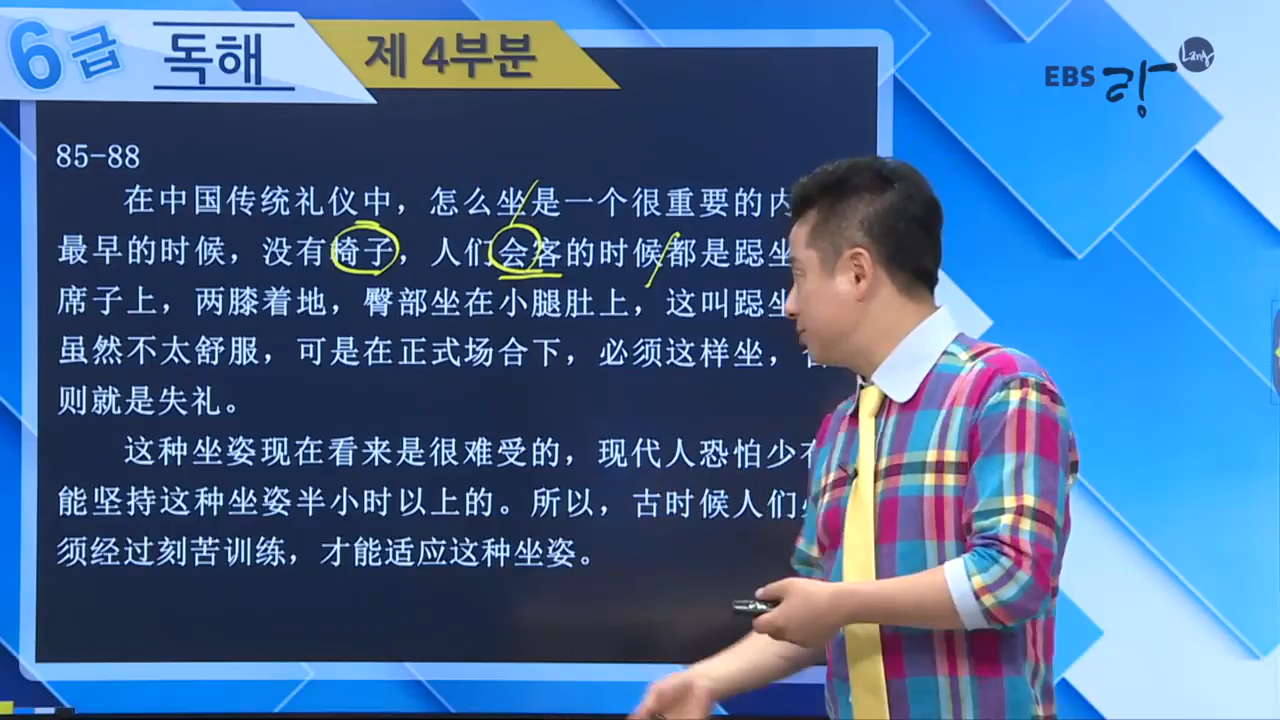 6급 독해 제 4부분
EBS 랑 Lang
85-88
在中国传统礼仪中，怎么坐是一个很重要的内
最早的时候，没有椅子，人们会客的时候都是跽坐
席子上，两膝着地，臀部坐在小腿肚上，这叫跽坐
虽然不太舒服，可是在正式场合下，必须这样坐，
则就是失礼。
这种坐姿现在看来是很难受的，现代人恐怕少
能坚持这种坐姿半小时以上的。所以，古时候人们
须经过刻苦训练，才能适应这种坐姿。